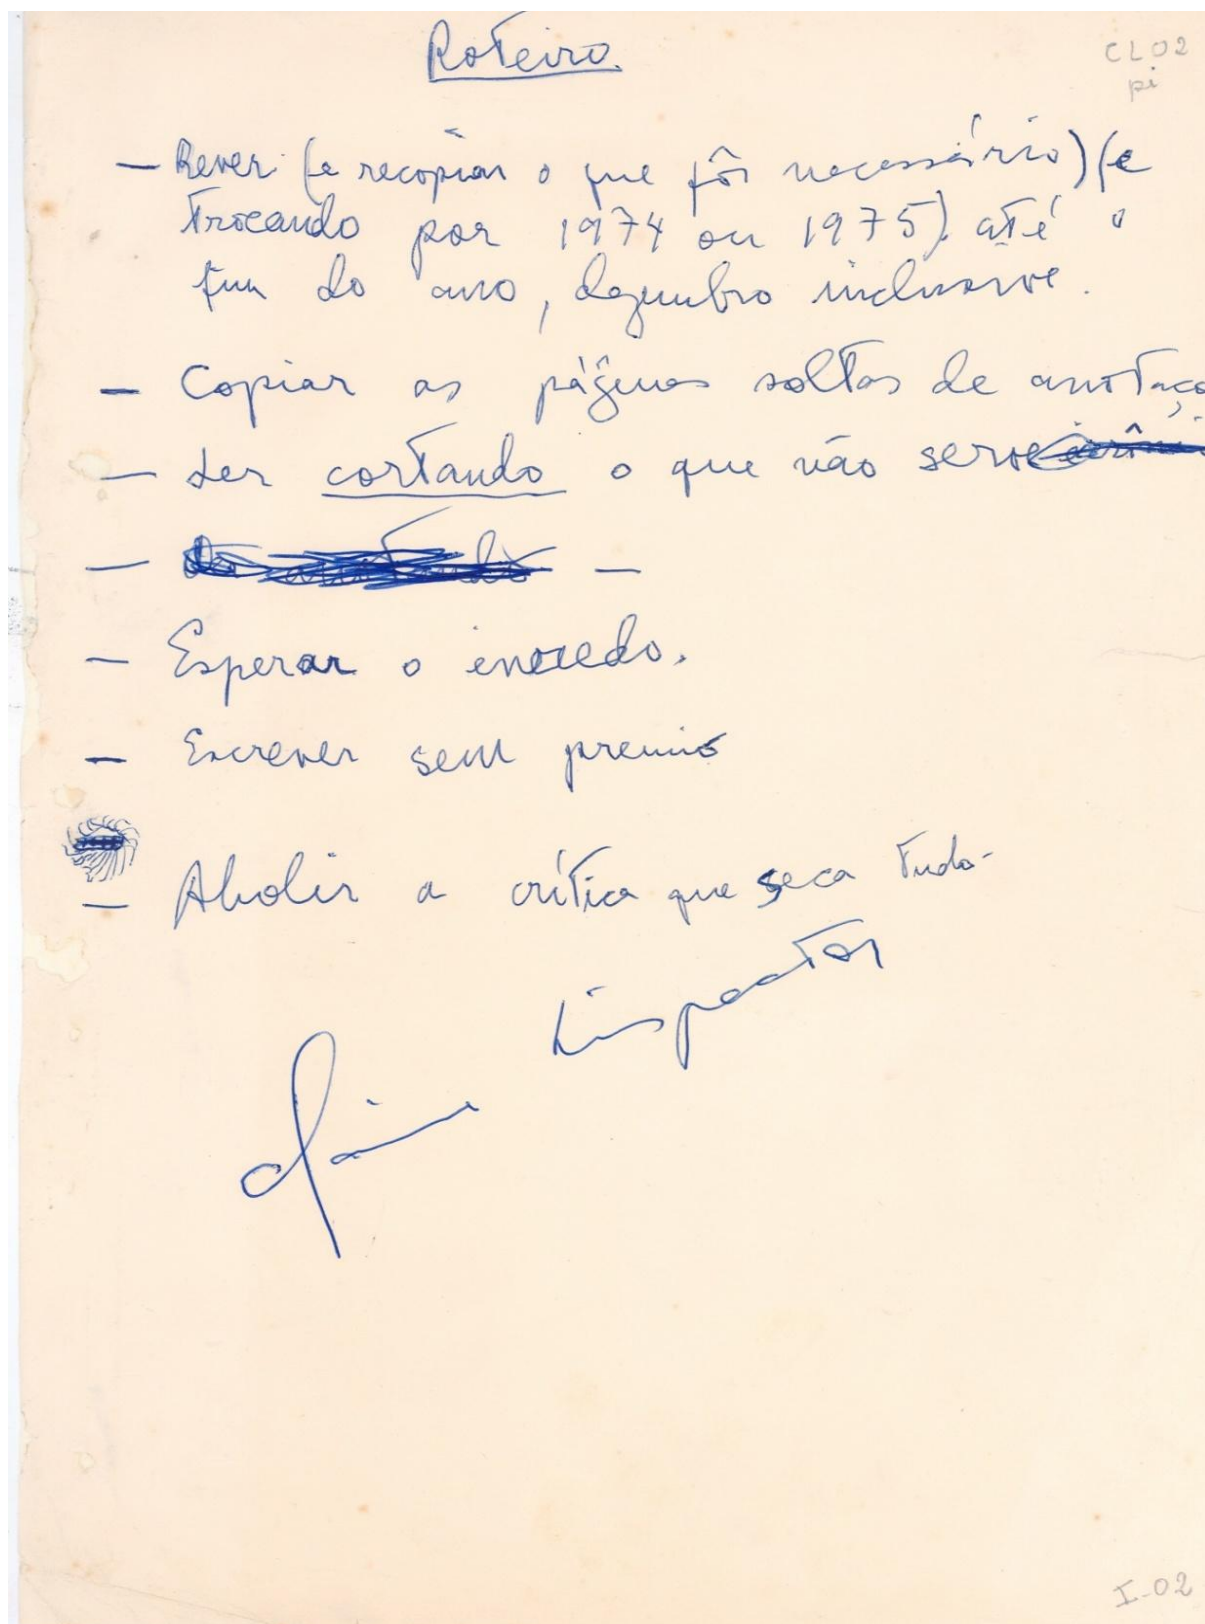 Roteiro.
CL02
pi
— Rever (e recopiar o que fôr necessário) (e
trocando por 1974 ou 1975) até o
fim do ano, dezembro inclusive.
— Copiar as páginas soltas de anotaço
— Ler cortando o que não serve
— —
— Esperar o enredo.
— Escrever sem premio
— Abolir a crítica que seca tudo-
Clarice Lispector
I-02